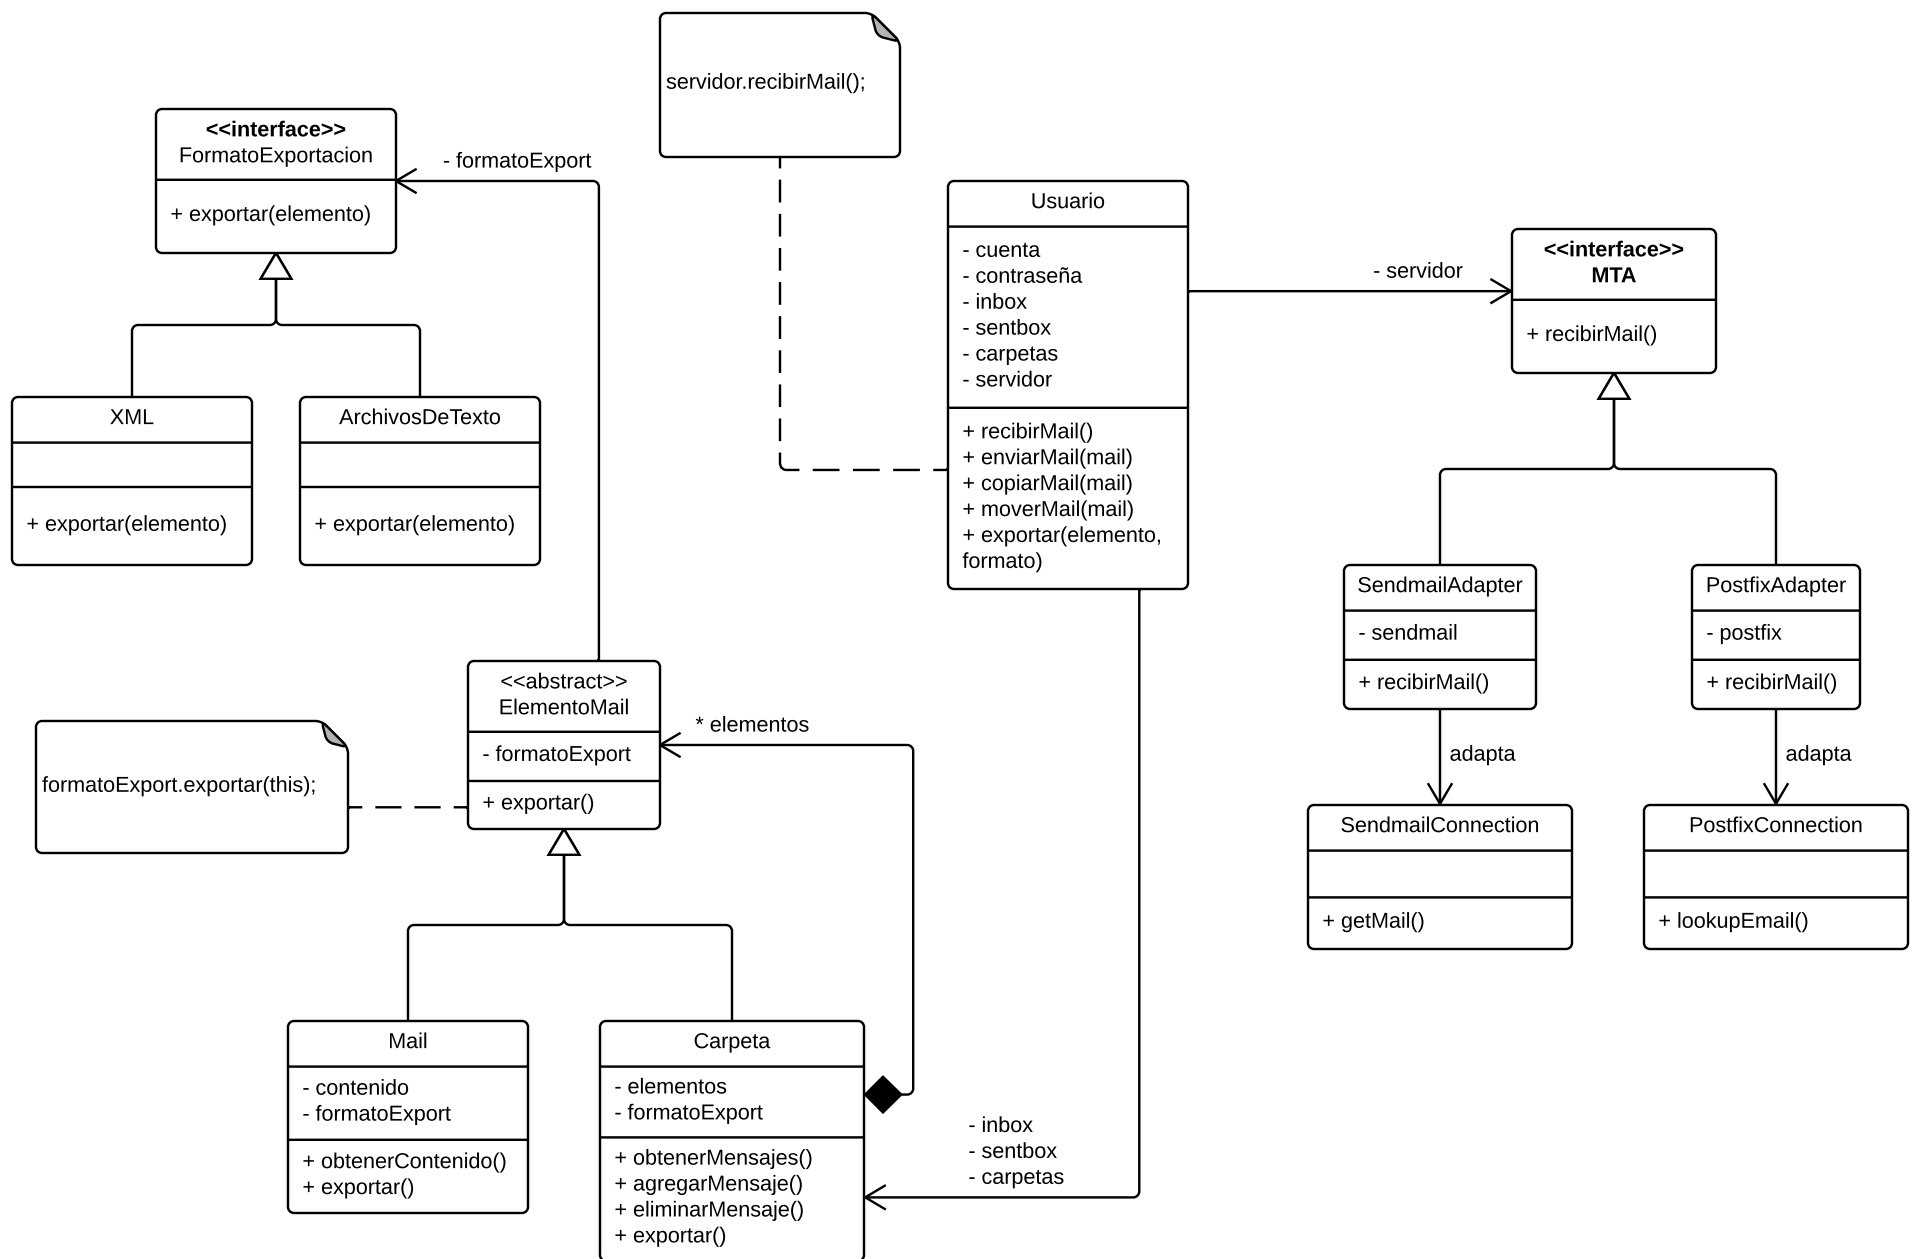 servidor.recibirMail();
<<interface>>
FormatoExportacion
+ exportar(elemento)
- formatoExport
Usuario
- cuenta
- contraseña
- inbox
- sentbox
- carpetas
- servidor
+ recibirMail()
+ enviarMail(mail)
+ copiarMail(mail)
+ moverMail(mail)
+ exportar(elemento,
formato)
- servidor
<<interface>>
MTA
+ recibirMail()
XML
+ exportar(elemento)
ArchivosDeTexto
+ exportar(elemento)
SendmailAdapter
- sendmail
+ recibirMail()
PostfixAdapter
- postfix
+ recibirMail()
adapta
adapta
SendmailConnection
+ getMail()
PostfixConnection
+ lookupEmail()
<<abstract>>
ElementoMail
- formatoExport
+ exportar()
* elementos
formatoExport.exportar(this);
Mail
- contenido
- formatoExport
+ obtenerContenido()
+ exportar()
Carpeta
- elementos
- formatoExport
+ obtenerMensajes()
+ agregarMensaje()
+ eliminarMensaje()
+ exportar()
- inbox
- sentbox
- carpetas